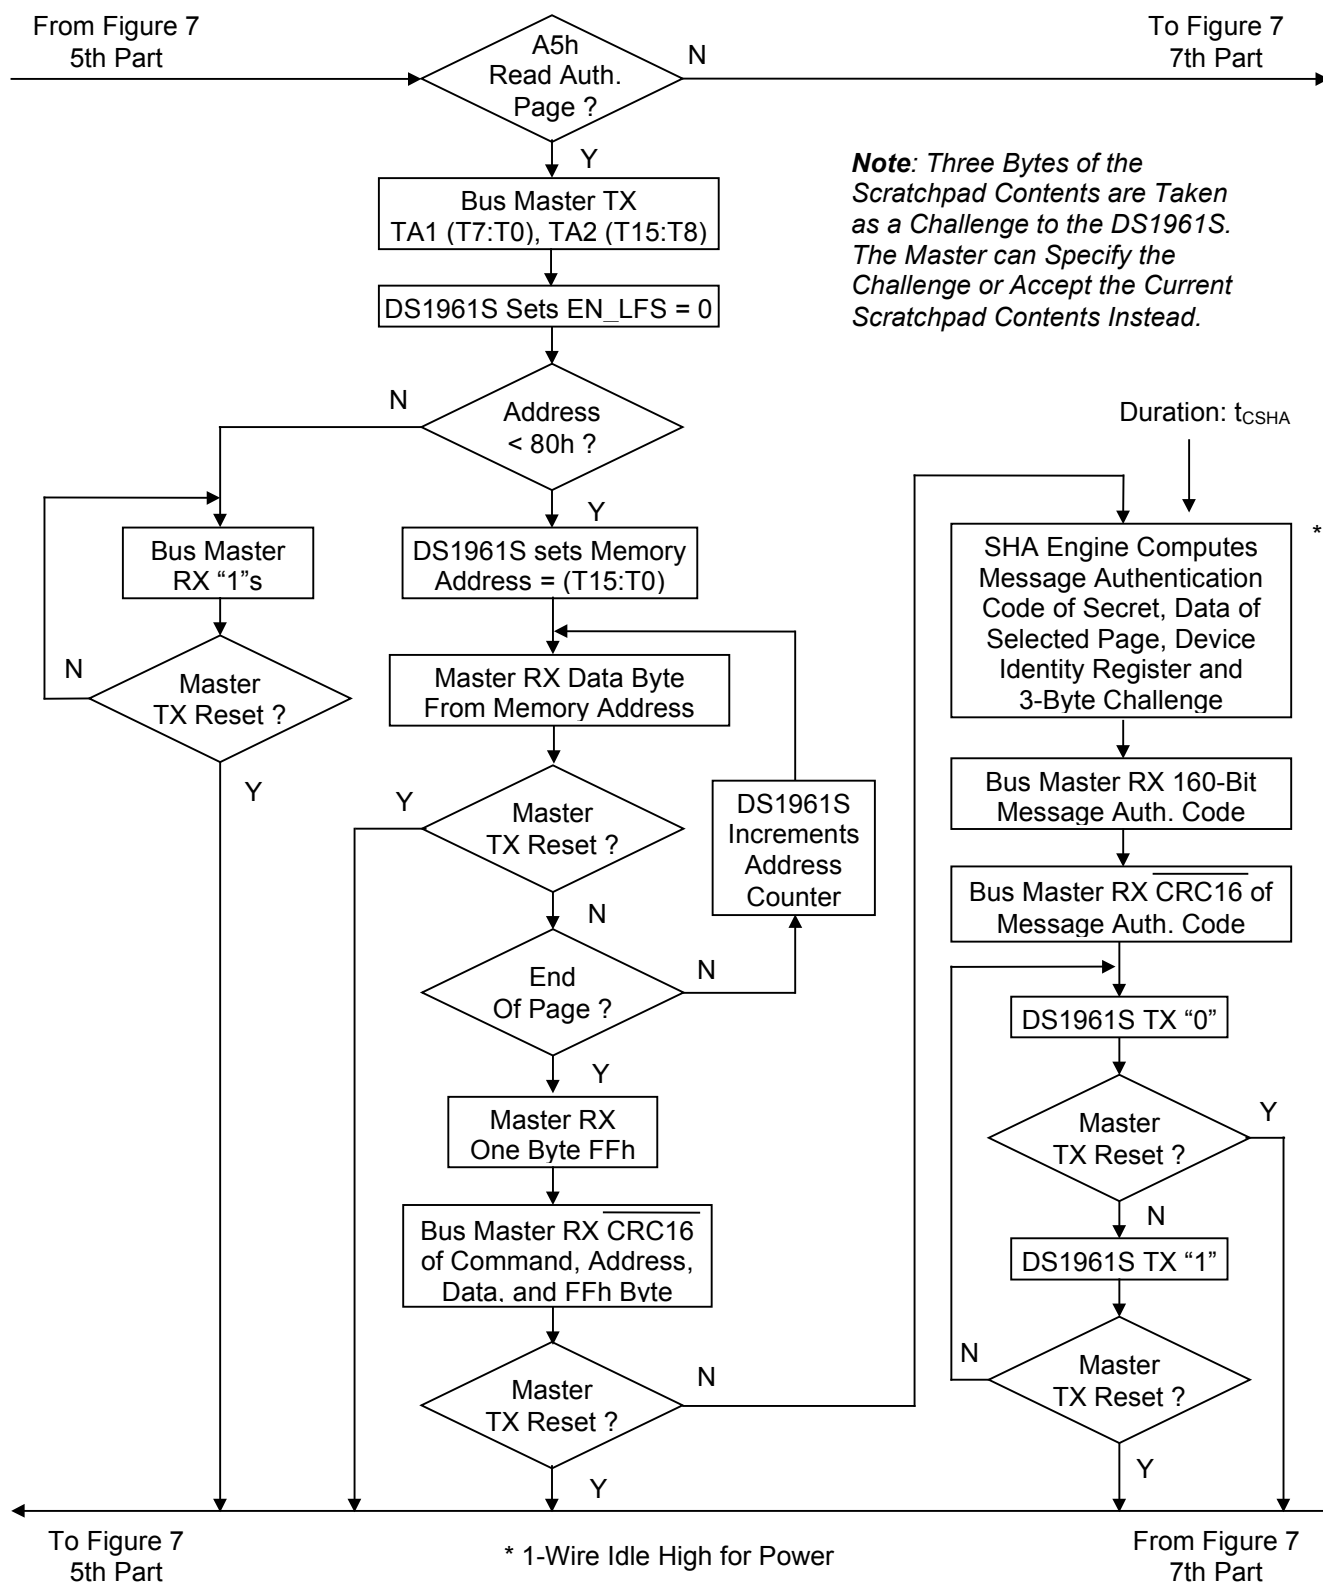 From Figure 7
5th Part
A5h
Read Auth.
Page ?
N
To Figure 7
7th Part
Y
Bus Master TX
TA1 (T7:T0), TA2 (T15:T8)
DS1961S Sets EN_LFS = 0
Note: Three Bytes of the
Scratchpad Contents are Taken
as a Challenge to the DS1961S.
The Master can Specify the
Challenge or Accept the Current
Scratchpad Contents Instead.
N
Address
< 80h ?
Y
Bus Master
RX “1”s
N
Master
TX Reset ?
Y
DS1961S sets Memory
Address = (T15:T0)
Master RX Data Byte
From Memory Address
Y
Master
TX Reset ?
N
DS1961S
Increments
Address
Counter
End
Of Page ?
N
Y
Master RX
One Byte FFh
Bus Master RX CRC16
of Command, Address,
Data, and FFh Byte
Master
TX Reset ?
N
Y
Duration: tCSHA
SHA Engine Computes
Message Authentication
Code of Secret, Data of
Selected Page, Device
Identity Register and
3-Byte Challenge
*
Bus Master RX 160-Bit
Message Auth. Code
Bus Master RX CRC16 of
Message Auth. Code
DS1961S TX “0”
Master
TX Reset ?
Y
N
DS1961S TX “1”
N
Master
TX Reset ?
Y
To Figure 7
5th Part
* 1-Wire Idle High for Power
From Figure 7
7th Part